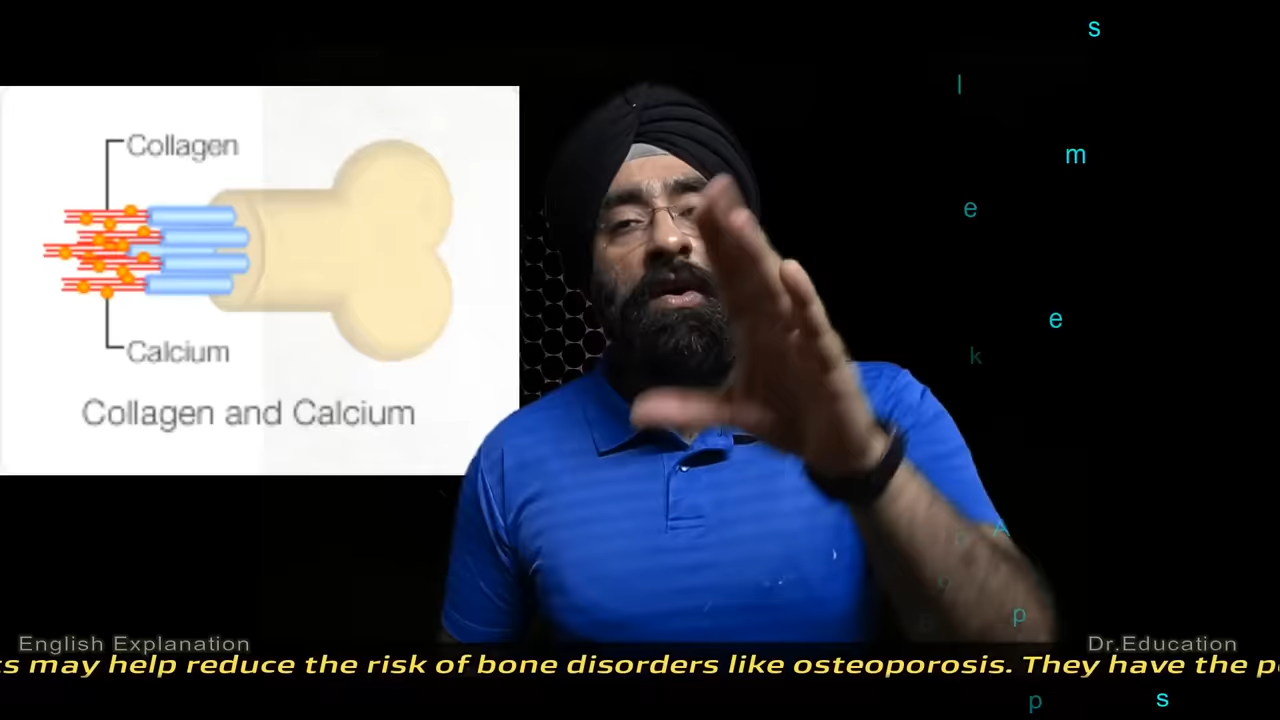 Collagen
Calcium
Collagen and Calcium
s
l
m
e
e
k
A
p
p
s
English Explanation
Dr.Education
may help reduce the risk of bone disorders like osteoporosis. They have the